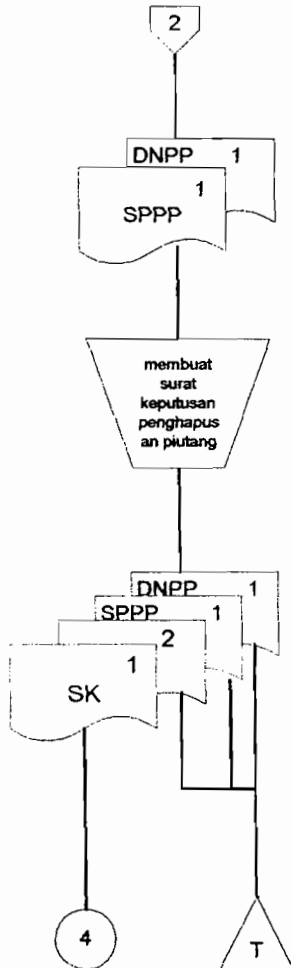 2
DNPP 1
1
SPPP
membuat
surat
keputusan
penghapus
an piutang
DNPP 1
SPPP 1
2
1
SK
4
T